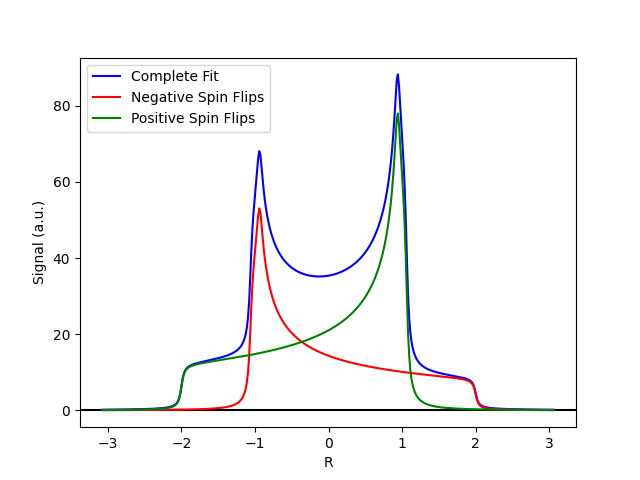 Complete Fit
Negative Spin Flips
Positive Spin Flips
80
60
40
20
0
Signal (a.u.)
−3
−2
−1
0
1
2
3
R